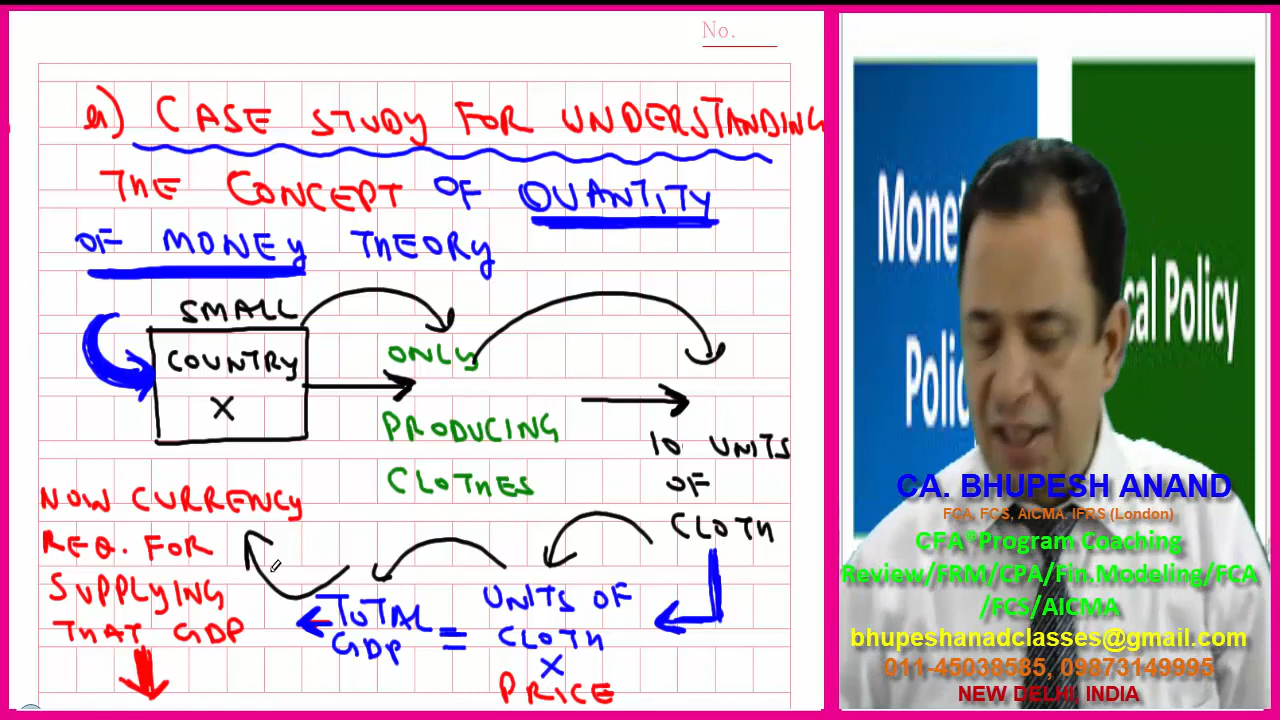 No.
a) CASE STUDY FOR UNDERSTANDING
THE CONCEPT OF QUANTITY
OF MONEY THEORY
SMALL
COUNTRY
X
ONLY
PRODUCING
CLOTHES
10 UNITS
OF
CLOTH
UNITS OF
CLOTH
X
PRICE
=
TOTAL
GDP
NOW CURRENCY
REQ. FOR
SUPPLYING
THAT GDP
Monet
Polic
cal Policy
CA. BHUPESH ANAND
FCA, FCS, AICMA. IFRS (London)
CFA®Program Coaching
Review/FRM/CPA/Fin.Modeling/FCA
/FCS/AICMA
bhupeshanadclasses@gmail.com
011-45038585, 09873149995
NEW DELHI. INDIA